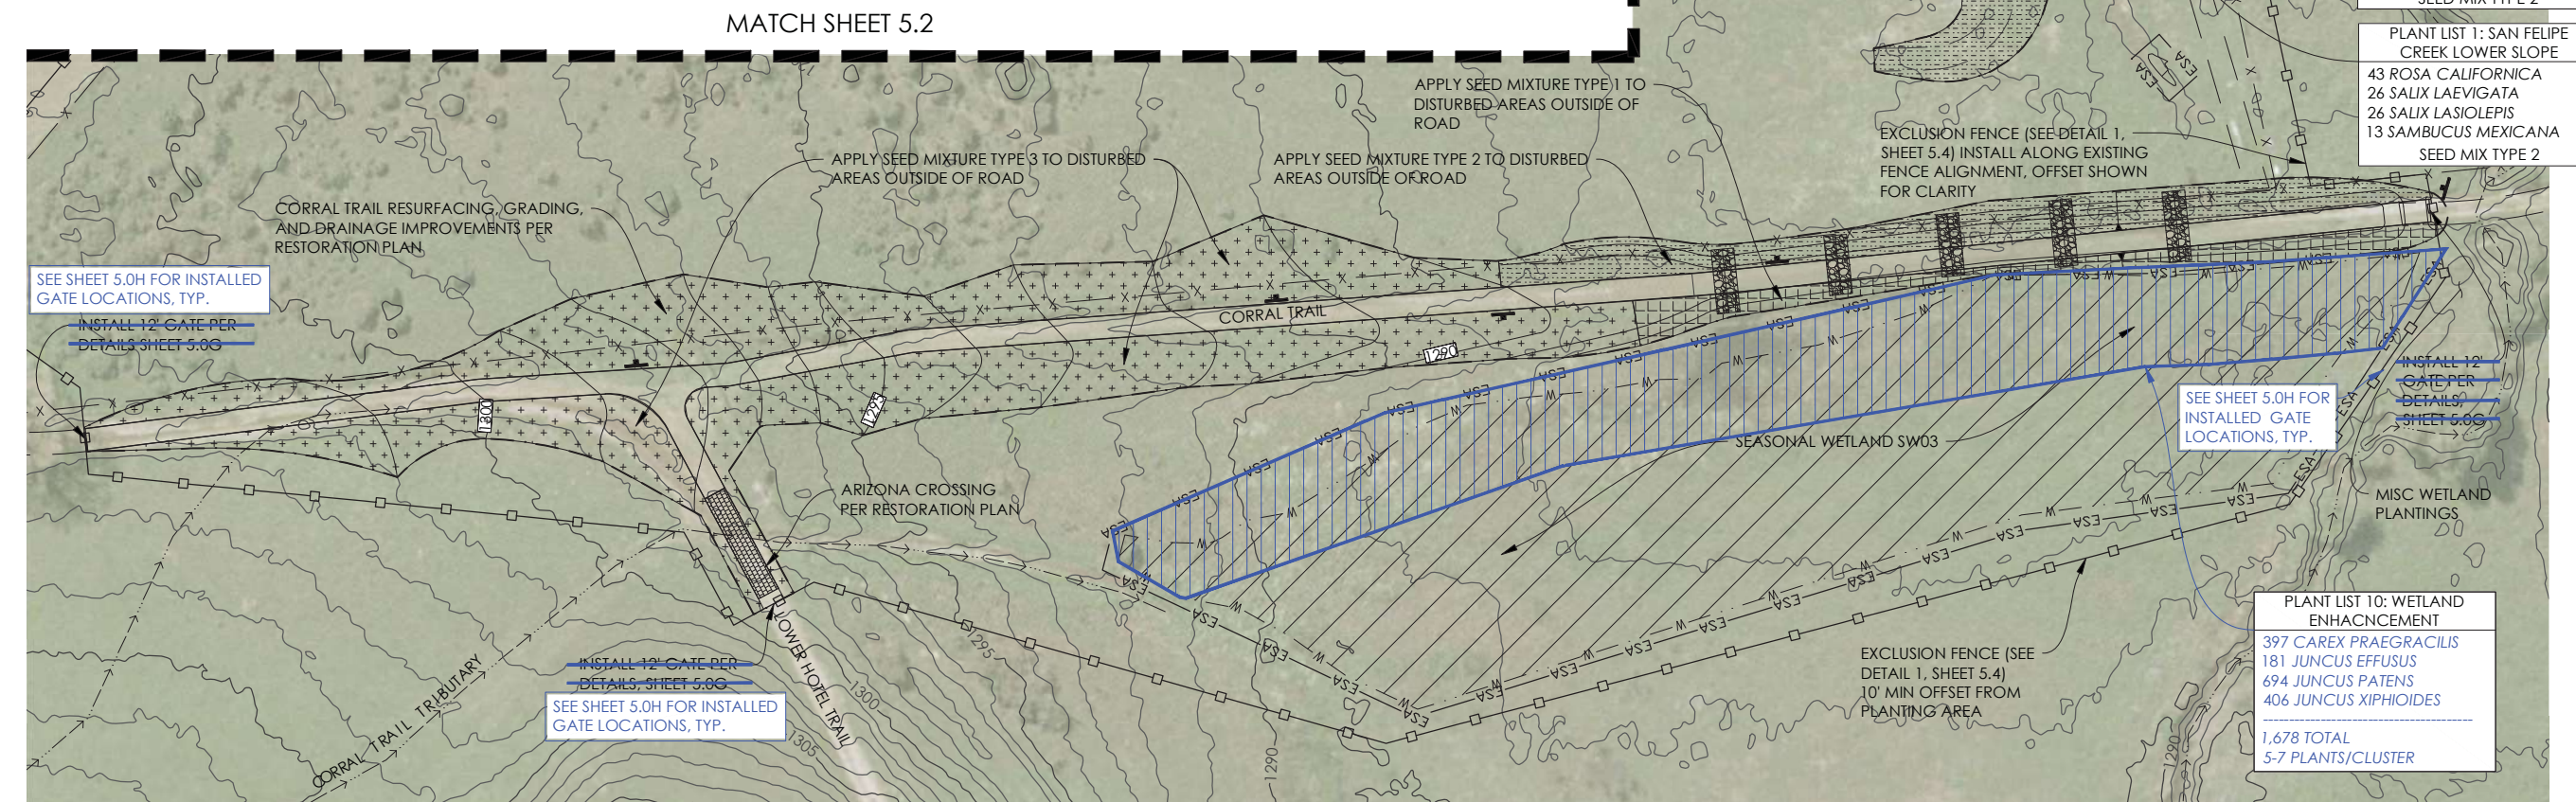 MATCH SHEET 5.2
SEED MIX TYPE 2
PLANT LIST 1: SAN FELIPE
CREEK LOWER SLOPE
43 ROSA CALIFORNICA
26 SALIX LAEVIGATA
26 SALIX LASIOLEPIS
13 SAMBUCUS MEXICANA
SEED MIX TYPE 2
ESA
ESA
APPLY SEED MIXTURE TYPE 1 TO
DISTURBED AREAS OUTSIDE OF
ROAD
EXCLUSION FENCE (SEE DETAIL 1,
SHEET 5.4) INSTALL ALONG EXISTING
FENCE ALIGNMENT, OFFSET SHOWN
FOR CLARITY
APPLY SEED MIXTURE TYPE 3 TO DISTURBED
AREAS OUTSIDE OF ROAD
APPLY SEED MIXTURE TYPE 2 TO DISTURBED
AREAS OUTSIDE OF ROAD
CORRAL TRAIL RESURFACING, GRADING,
AND DRAINAGE IMPROVEMENTS PER
RESTORATION PLAN
SEE SHEET 5.0H FOR INSTALLED
GATE LOCATIONS, TYP.
INSTALL 12' GATE PER
DETAILS SHEET 5.0G
CORRAL TRAIL
1290
1295
1300
INSTALL 12'
GATE PER
DETAILS,
SHEET 5.0G
SEE SHEET 5.0H FOR
INSTALLED GATE
LOCATIONS, TYP.
SEASONAL WETLAND SW03
ARIZONA CROSSING
PER RESTORATION PLAN
MISC WETLAND
PLANTINGS
LOWER HOTEL TRAIL
1295
1300
1305
1290
1290
CORRAL TRAIL TRIBUTARY
INSTALL 12' GATE PER
DETAILS, SHEET 5.0G
SEE SHEET 5.0H FOR INSTALLED
GATE LOCATIONS, TYP.
EXCLUSION FENCE (SEE
DETAIL 1, SHEET 5.4)
10' MIN OFFSET FROM
PLANTING AREA
PLANT LIST 10: WETLAND
ENHACNCEMENT
397 CAREX PRAEGRACILIS
181 JUNCUS EFFUSUS
694 JUNCUS PATENS
406 JUNCUS XIPHIOIDES
1,678 TOTAL
5-7 PLANTS/CLUSTER